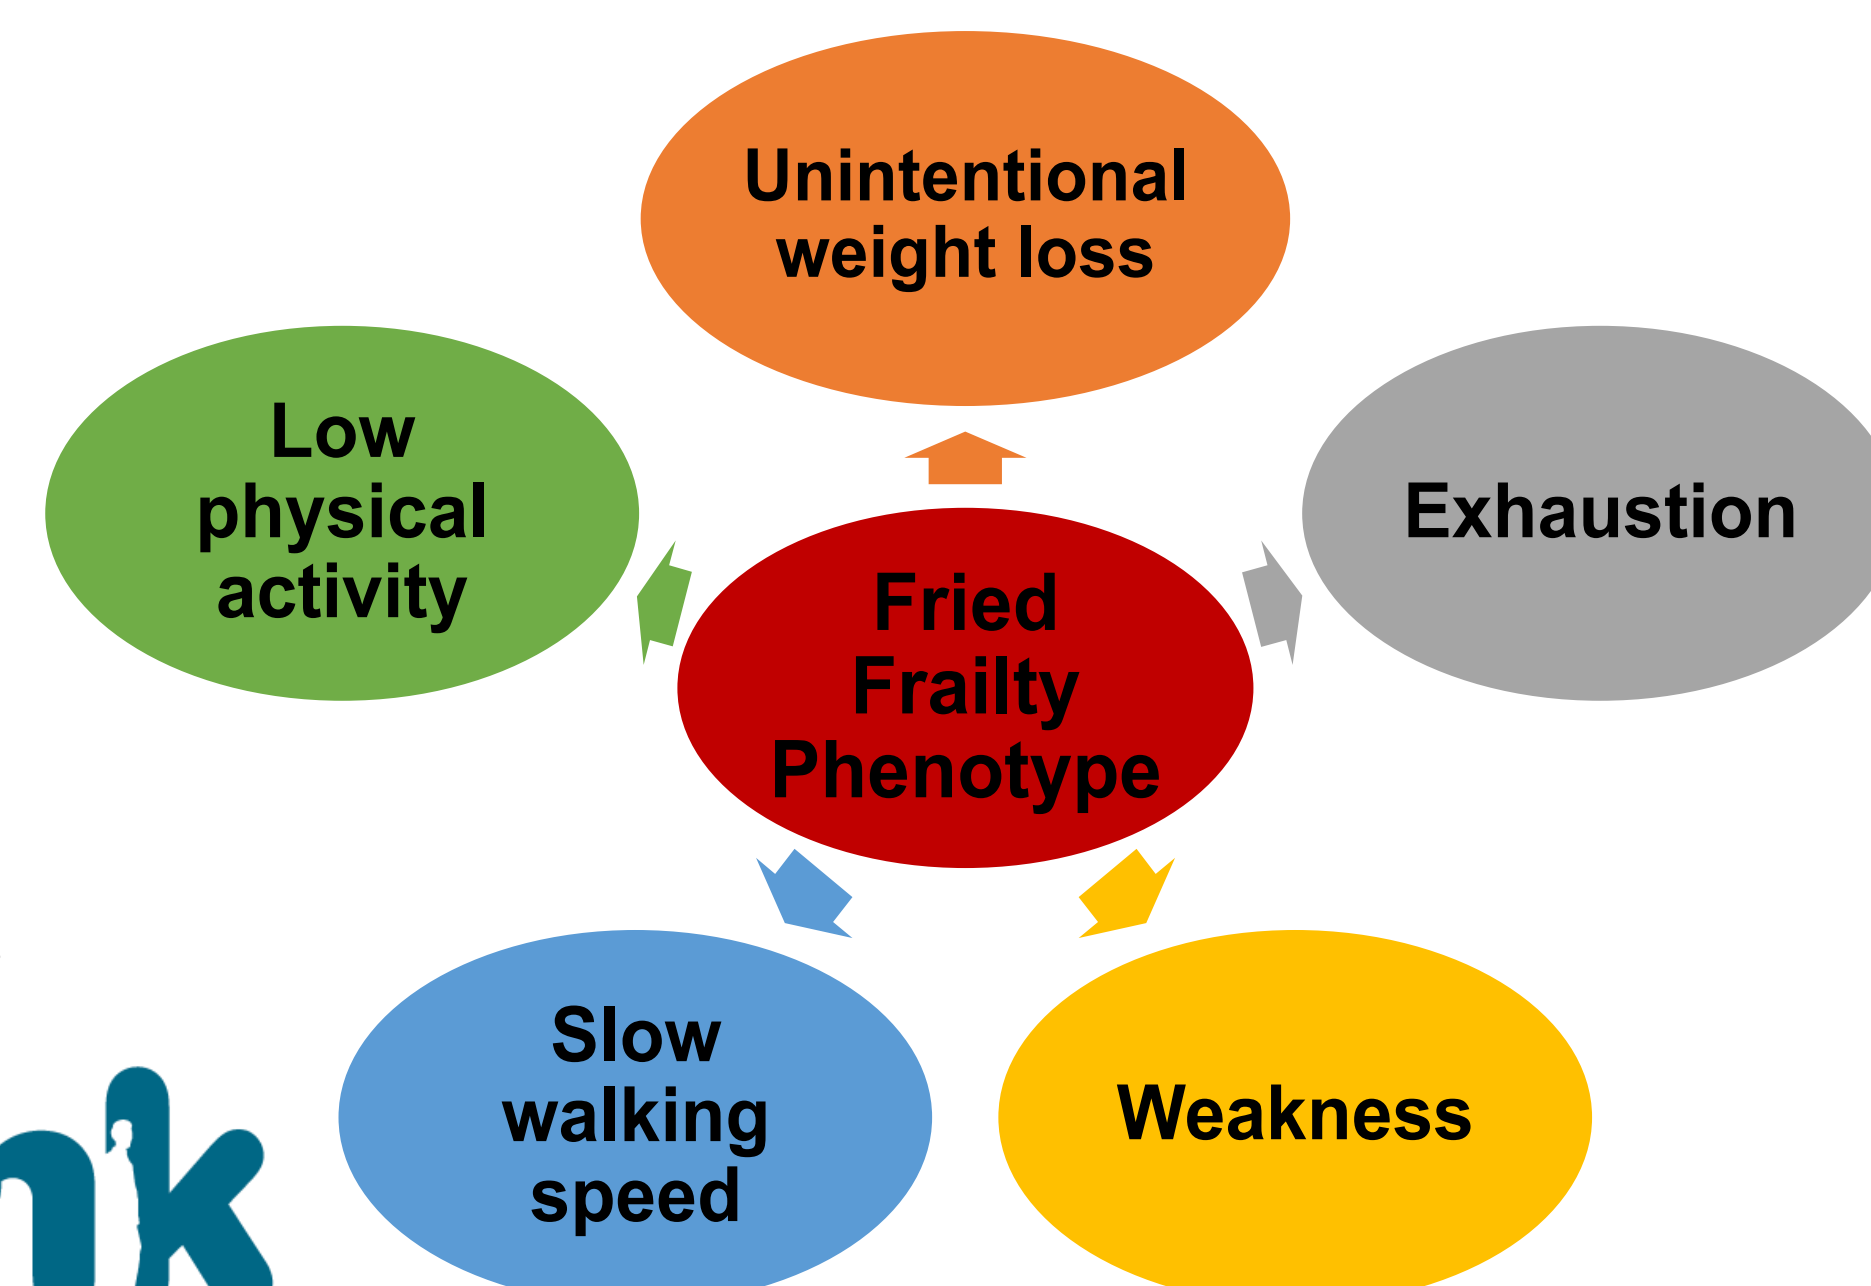 Unintentional
weight loss
Low
physical
activity
Exhaustion
Fried
Frailty
Phenotype
Slow
walking
speed
Weakness